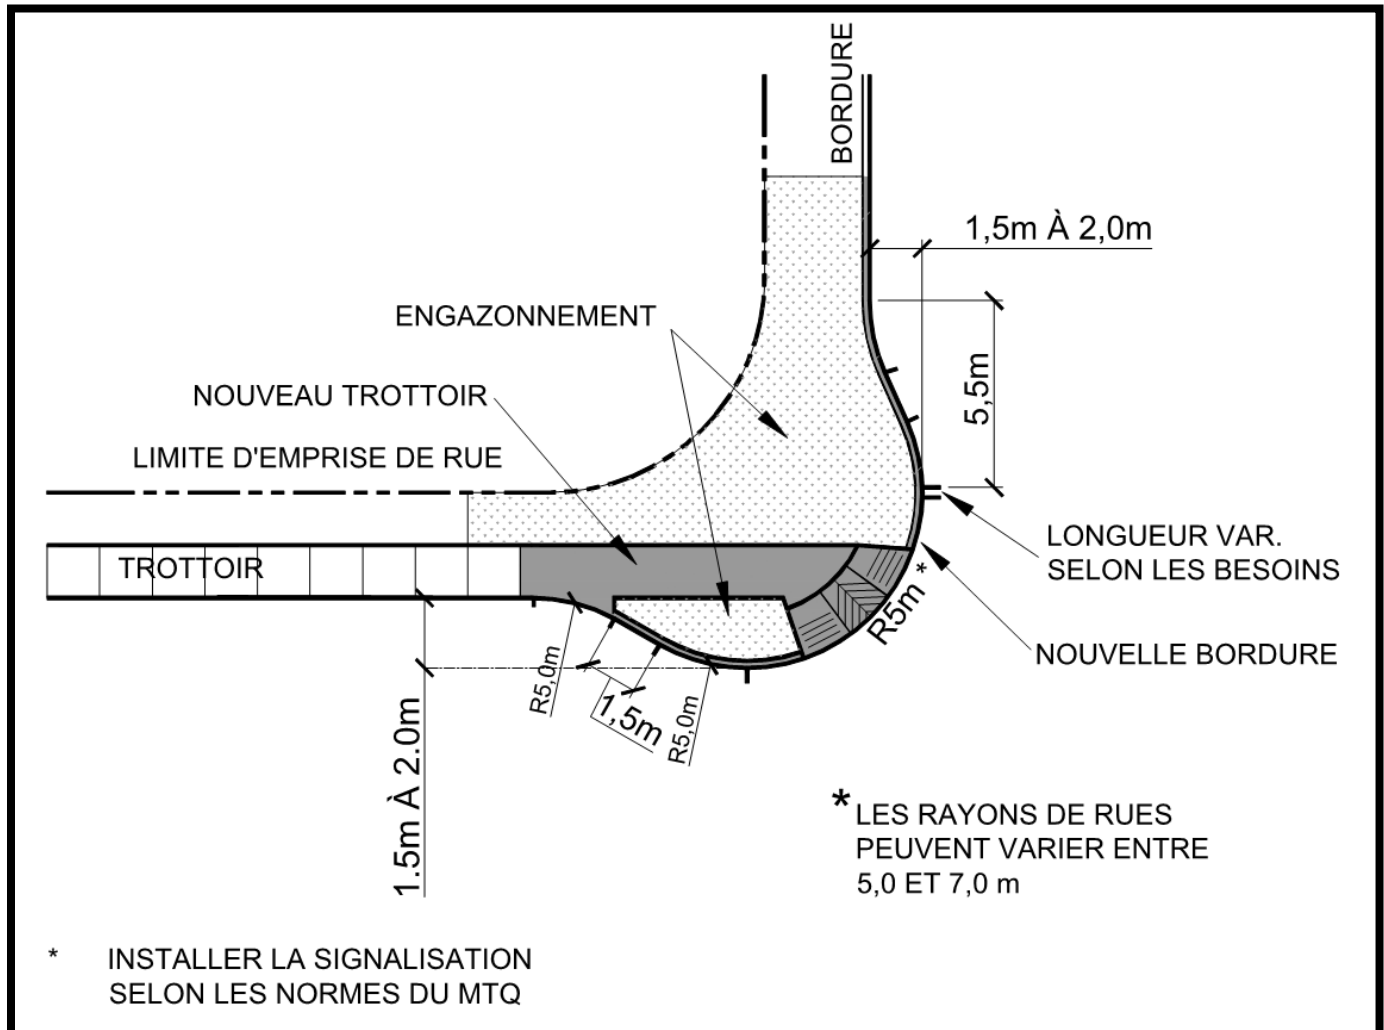 BORDURE
1,5m À 2,0m
ENGAZONNEMENT
5,5m
NOUVEAU TROTTOIR
LIMITE D'EMPRISE DE RUE
LONGUEUR VAR.
SELON LES BESOINS
TROTTOIR
R5m *
NOUVELLE BORDURE
R5,0m
1,5m
R5,0m
1.5m À 2.0m
* LES RAYONS DE RUES
PEUVENT VARIER ENTRE
5,0 ET 7,0 m
* INSTALLER LA SIGNALISATION
SELON LES NORMES DU MTQ